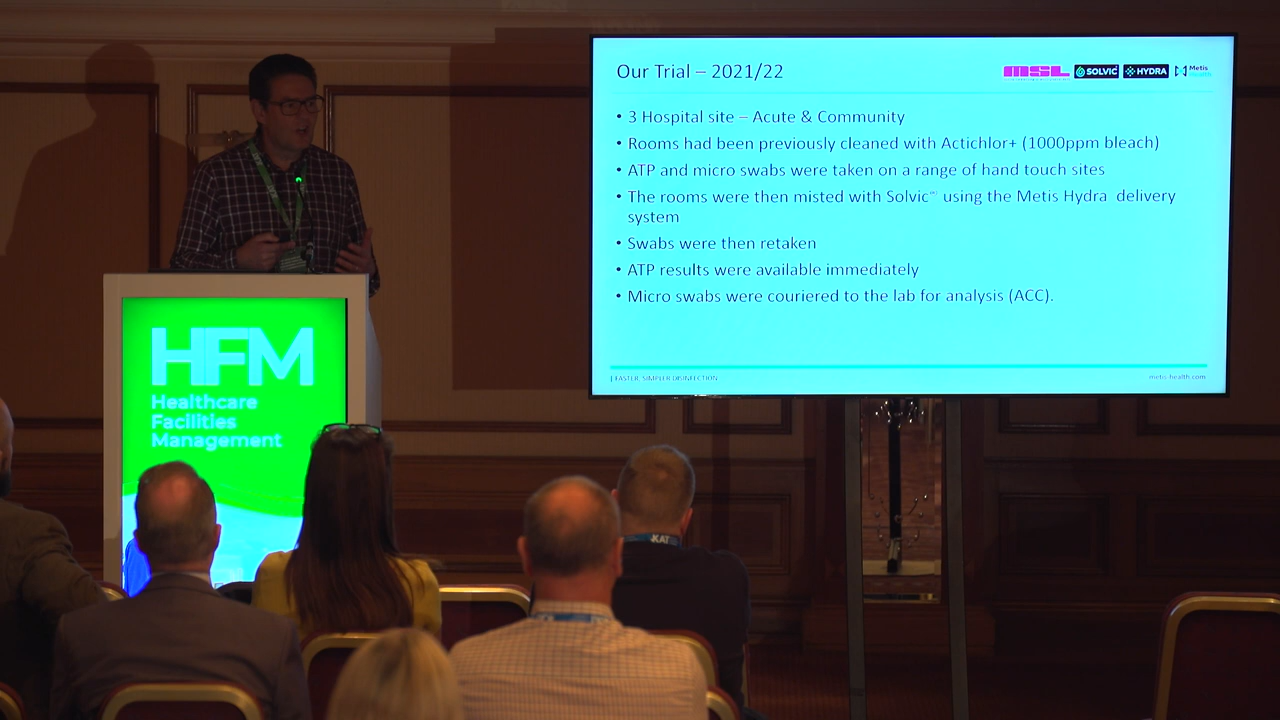 Our Trial – 2021/22
MSL
SOLVIC
HYDRA
Metis
Health
• 3 Hospital site – Acute & Community
• Rooms had been previously cleaned with Actichlor+ (1000ppm bleach)
• ATP and micro swabs were taken on a range of hand touch sites
• The rooms were then misted with Solvic™ using the Metis Hydra delivery
system
• Swabs were then retaken
• ATP results were available immediately
• Micro swabs were couriered to the lab for analysis (ACC).
| FASTER, SIMPLER DISINFECTION
metis-health.com
HFM
Healthcare
Facilities
Management
KAT